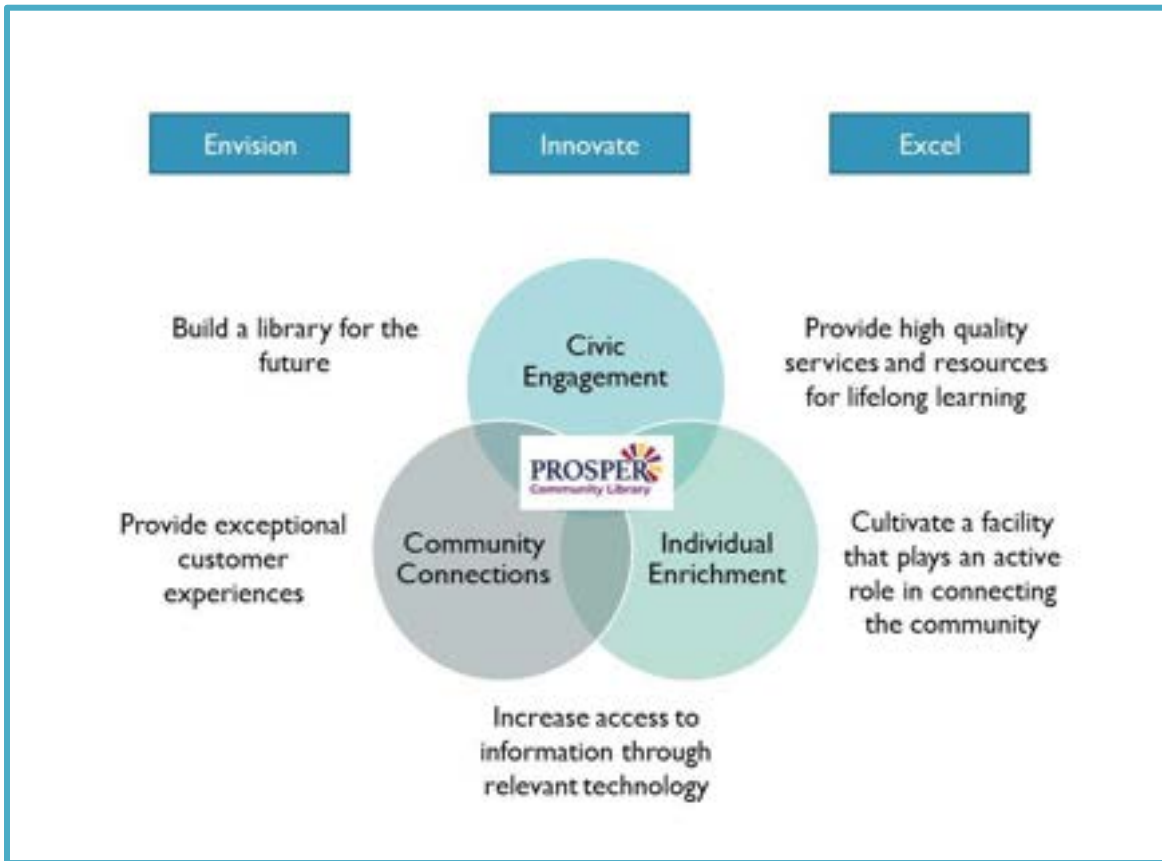 Envision
Innovate
Excel
Build a library for the
future
Civic
Engagement
Provide high quality
services and resources
for lifelong learning
PROSPER
Community Library
Provide exceptional
customer
experiences
Community
Connections
Individual
Enrichment
Cultivate a facility
that plays an active
role in connecting
the community
Increase access to
information through
relevant technology